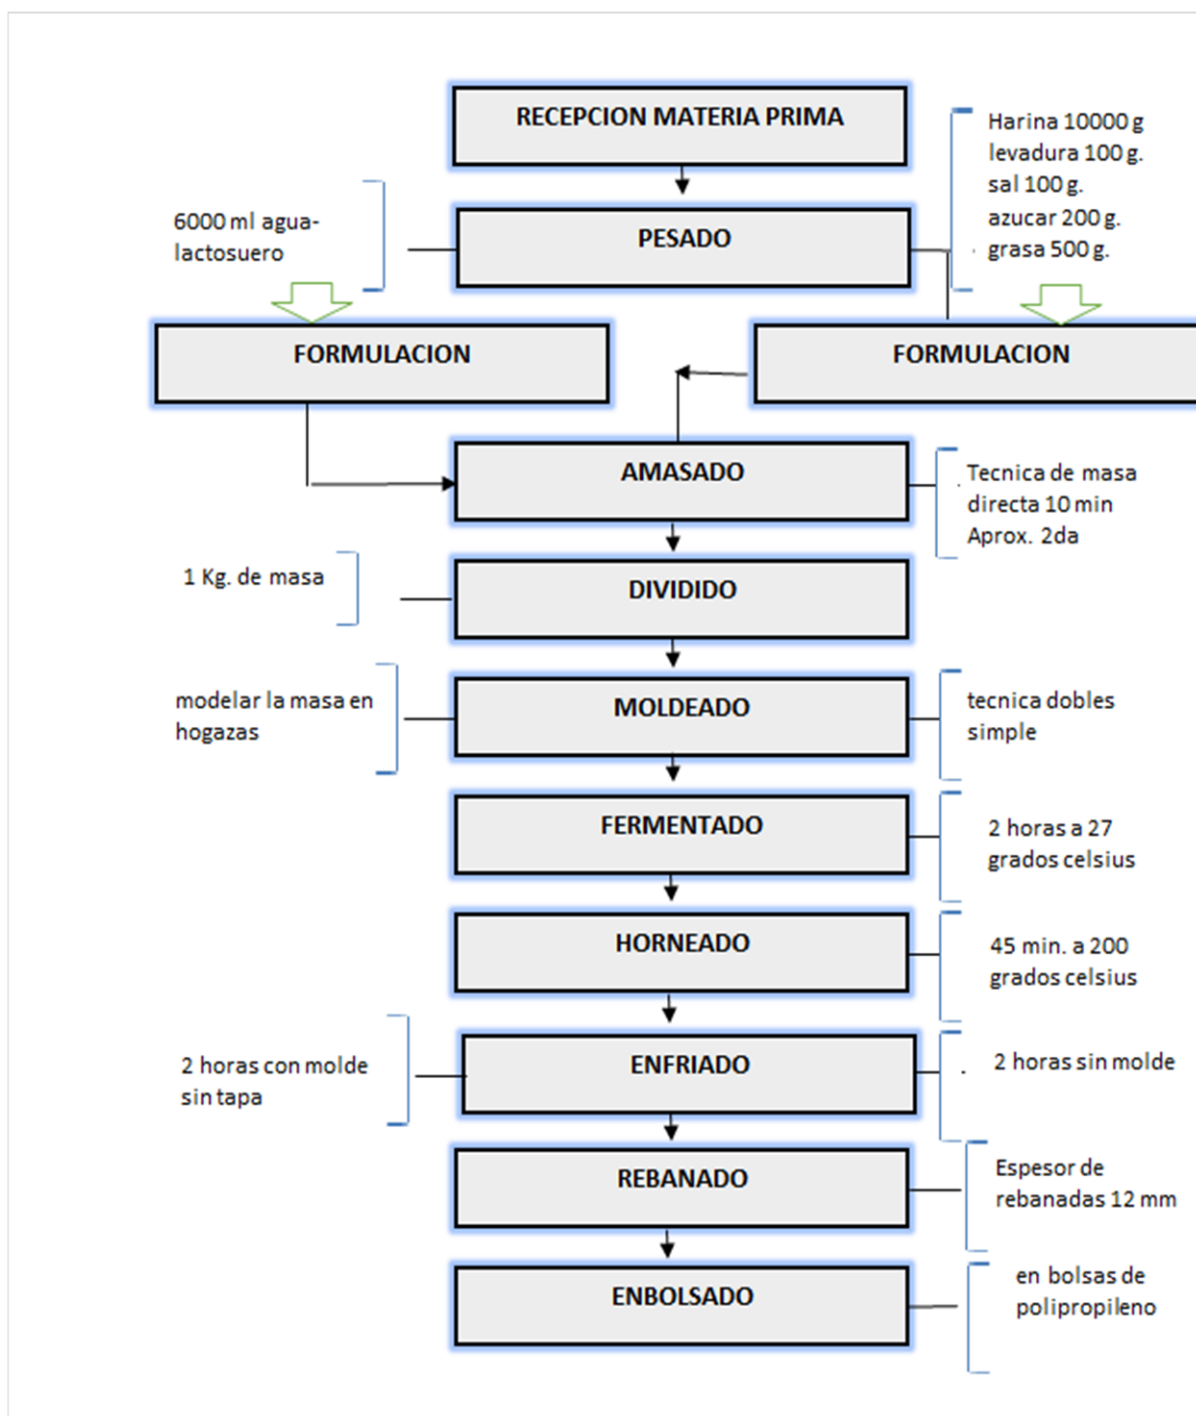 RECEPCION MATERIA PRIMA
Harina 10000 g
levadura 100 g.
sal 100 g.
azucar 200 g.
grasa 500 g.
6000 ml agua-
lactosuero
PESADO
FORMULACION
FORMULACION
AMASADO
Tecnica de masa
directa 10 min
Aprox. 2da
1 Kg. de masa
DIVIDIDO
modelar la masa en
hogazas
MOLDEADO
tecnica dobles
simple
FERMENTADO
2 horas a 27
grados celsius
HORNEADO
45 min. a 200
grados celsius
2 horas con molde
sin tapa
ENFRIADO
2 horas sin molde
REBANADO
Espesor de
rebanadas 12 mm
ENBOLSADO
en bolsas de
polipropileno